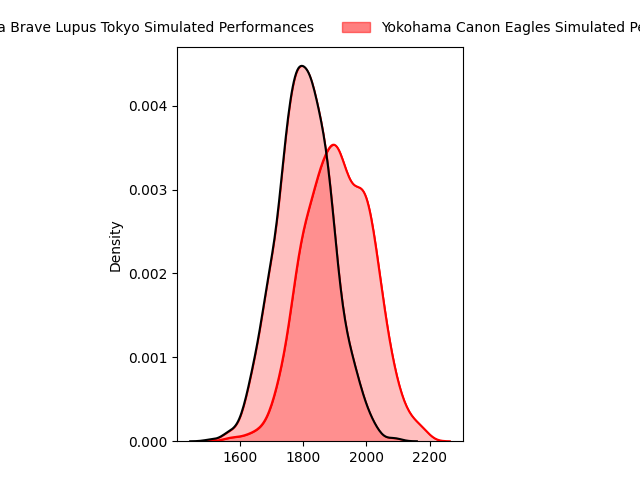 a Brave Lupus Tokyo Simulated Performances
Yokohama Canon Eagles Simulated Pe
0.004
0.003
0.002
0.001
0.000
Density
1600 1800 2000 2200